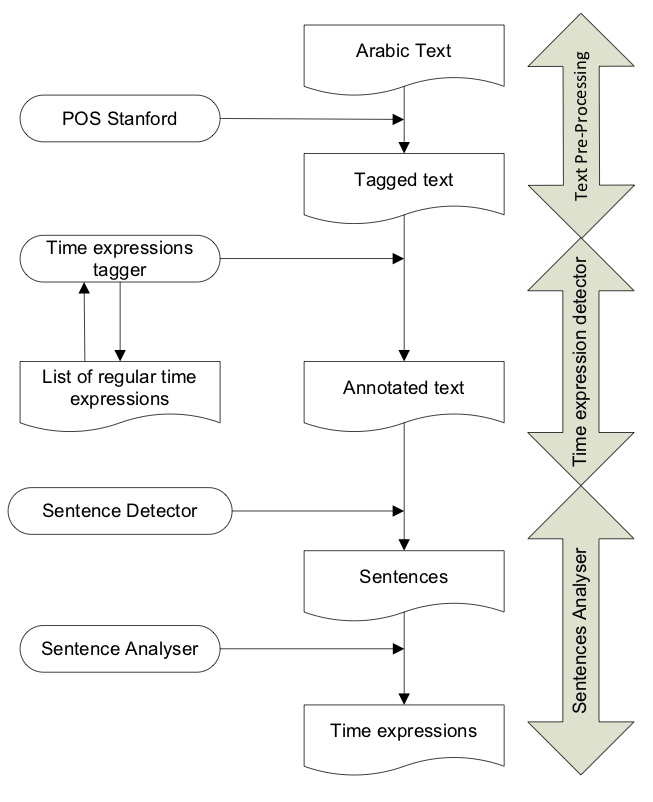 Arabic Text
POS Stanford
Tagged text
Time expressions
tagger
List of regular time
expressions
Annotated text
Sentence Detector
Sentences
Sentence Analyser
Time expressions
Text Pre-Processing
Time expression detector
Sentences Analyser